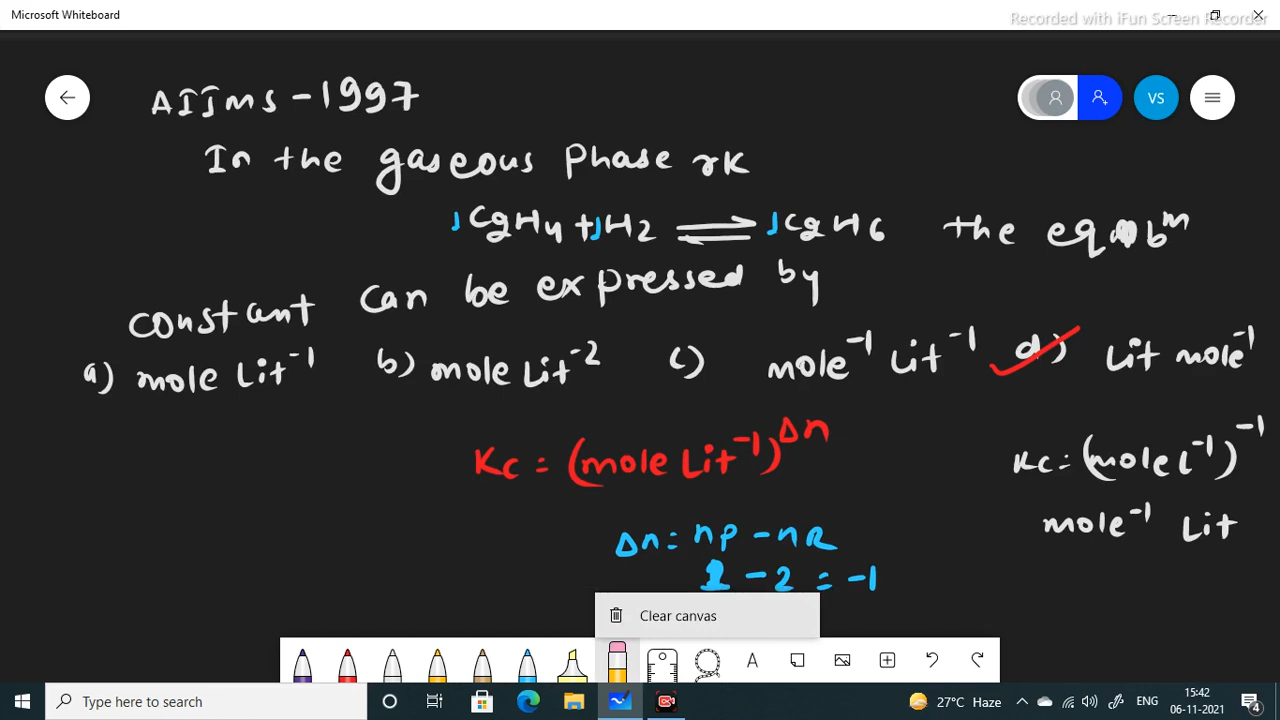 Microsoft Whiteboard
Recorded with iFun Screen Recorder
VS
AIIms - 1997
In the gaseous Phase rx
1C2H4 + 1H2 ⇌ 1C2H6 the eqbm
constant can be expressed by
a) mole Lit⁻¹ b) mole Lit⁻² c) mole⁻¹ Lit⁻¹ d) Lit mole⁻¹
Kc = (mole Lit⁻¹)^Δn
Kc = (mole L⁻¹)⁻¹
mole⁻¹ Lit
Δn = np - nR
1 - 2 = -1
Clear canvas
A
Type here to search
27°C Haze
ENG
15:42
06-11-2021
4